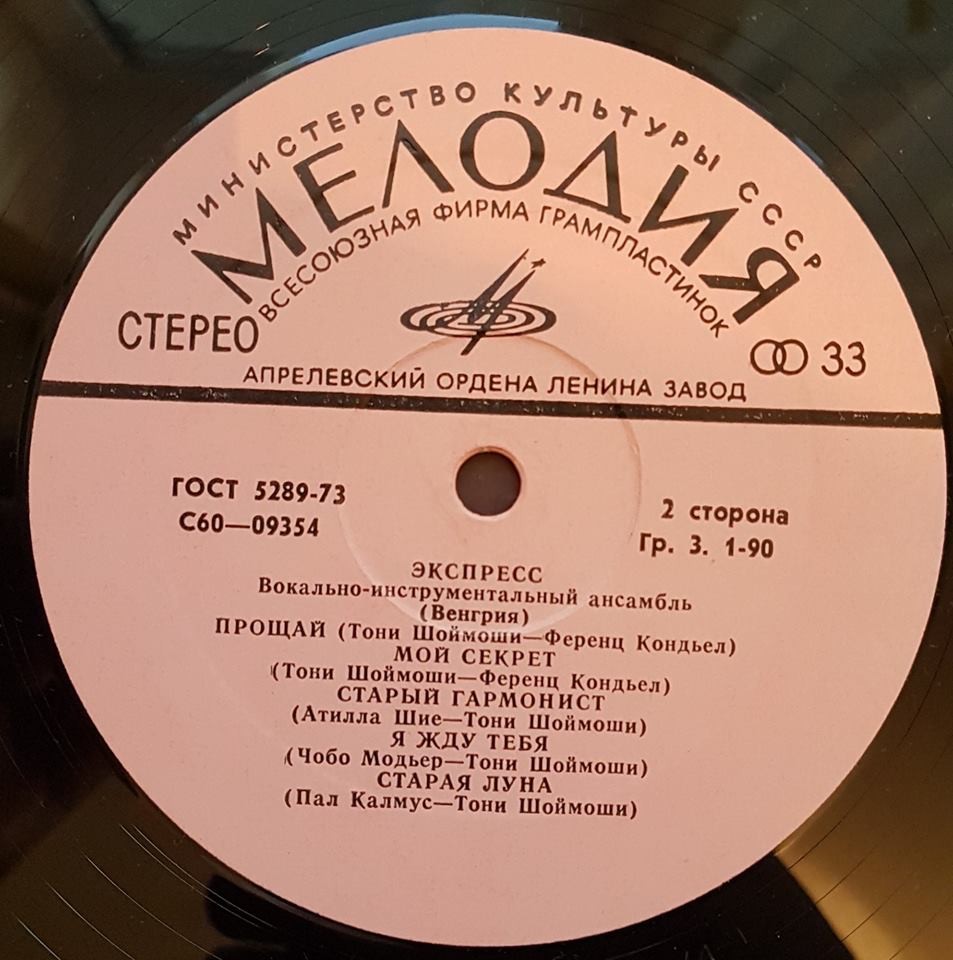 МИНИСТЕРСТВО КУЛЬТУРЫ СССР
МЕЛОДИЯ
ВСЕСОЮЗНАЯ ФИРМА ГРАМПЛАСТИНОК
СТЕРЕО
33
АПРЕЛЕВСКИЙ ОРДЕНА ЛЕНИНА ЗАВОД
ГОСТ 5289-73
С60—09354
2 сторона
Гр. 3. 1-90
ЭКСПРЕСС
Вокально-инструментальный ансамбль
(Венгрия)
ПРОЩАЙ (Тони Шоймоши—Ференц Кондьел)
МОЙ СЕКРЕТ
(Тони Шоймоши—Ференц Кондьел)
СТАРЫЙ ГАРМОНИСТ
(Атилла Шие—Тони Шоймоши)
Я ЖДУ ТЕБЯ
(Чобо Модьер—Тони Шоймоши)
СТАРАЯ ЛУНА
(Пал Калмус—Тони Шоймоши)